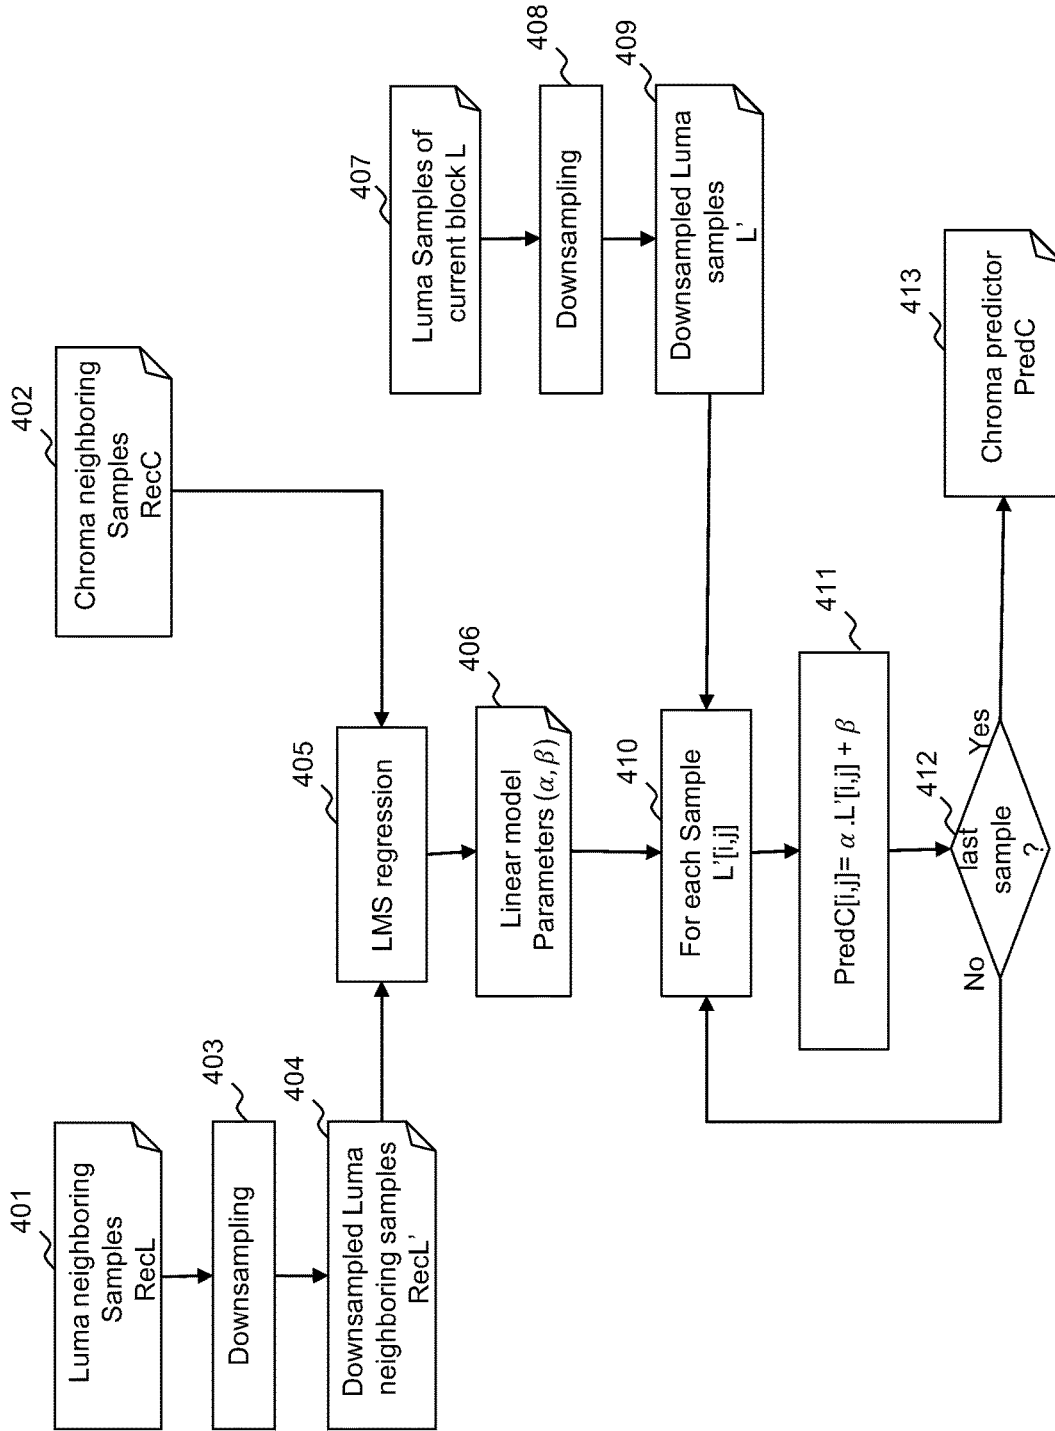 401
Luma neighboring
Samples
RecL
403
Downsampling
404
Downsampled Luma
neighboring samples
RecL'
402
Chroma neighboring
Samples
RecC
405
LMS regression
406
Linear model
Parameters (α, β)
407
Luma Samples of
current block L
408
Downsampling
409
Downsampled Luma
samples
L'
410
For each Sample
L'[i,j]
411
PredC[i,j]= α .L'[i,j] + β
412
last
sample
?
No
Yes
413
Chroma predictor
PredC